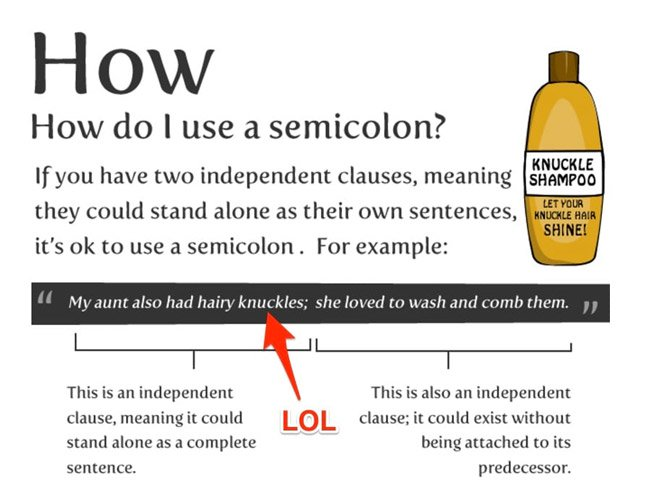 How
How do I use a semicolon?
If you have two independent clauses, meaning
they could stand alone as their own sentences,
it's ok to use a semicolon .  For example:
KNUCKLE
SHAMPOO
LET YOUR
KNUCKLE HAIR
SHINE!
“ My aunt also had hairy knuckles;  she loved to wash and comb them. ”
This is an independent
clause, meaning it could
stand alone as a complete
sentence.
LOL
This is also an independent
clause; it could exist without
being attached to its
predecessor.